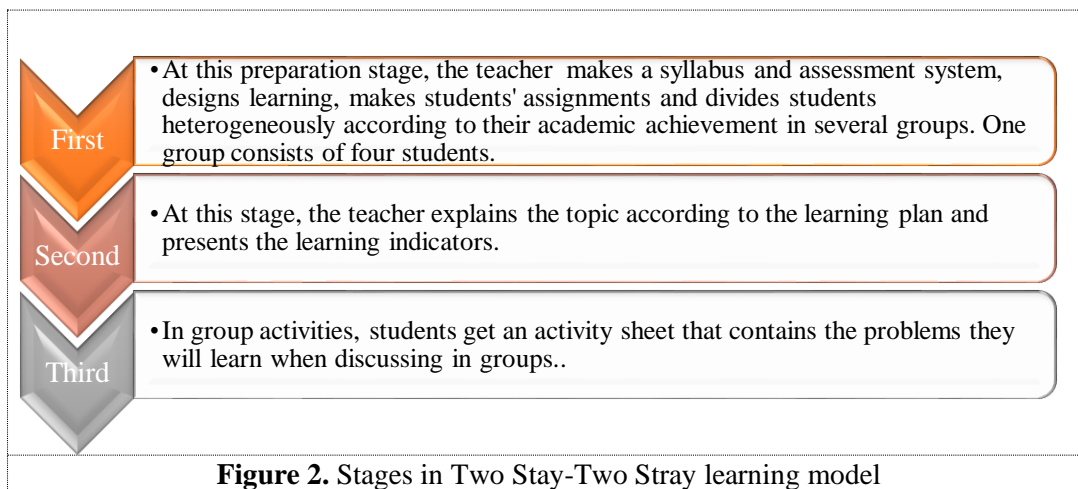 First
•At this preparation stage, the teacher makes a syllabus and assessment system,
designs learning, makes students' assignments and divides students
heterogeneously according to their academic achievement in several groups. One
group consists of four students.
Second
•At this stage, the teacher explains the topic according to the learning plan and
presents the learning indicators.
Third
•In group activities, students get an activity sheet that contains the problems they
will learn when discussing in groups..
Figure 2. Stages in Two Stay-Two Stray learning model